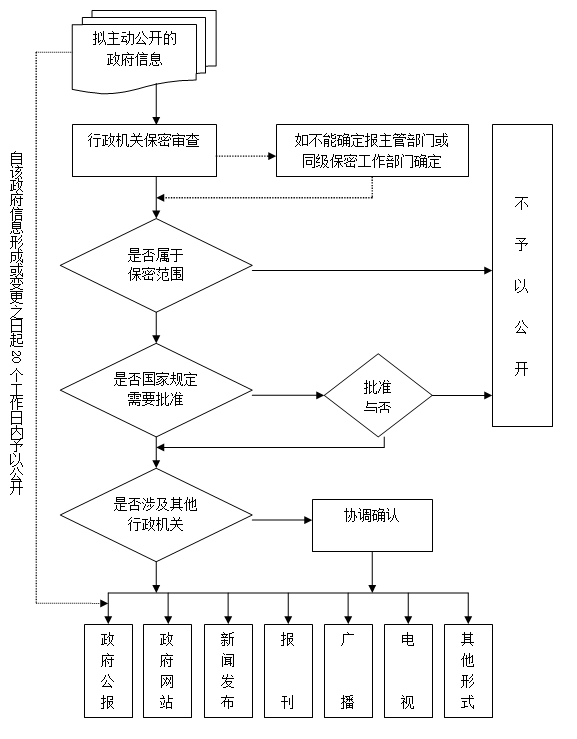 拟主动公开的
政府信息
行政机关保密审查
如不能确定报主管部门或
同级保密工作部门确定
不予以公开
自该政府信息形成或变更之日起20个工作日内予以公开
是否属于
保密范围
是否国家规定
需要批准
批准
与否
是否涉及其他
行政机关
协调确认
政府公报
政府网站
新闻发布
报刊
广播
电视
其他形式